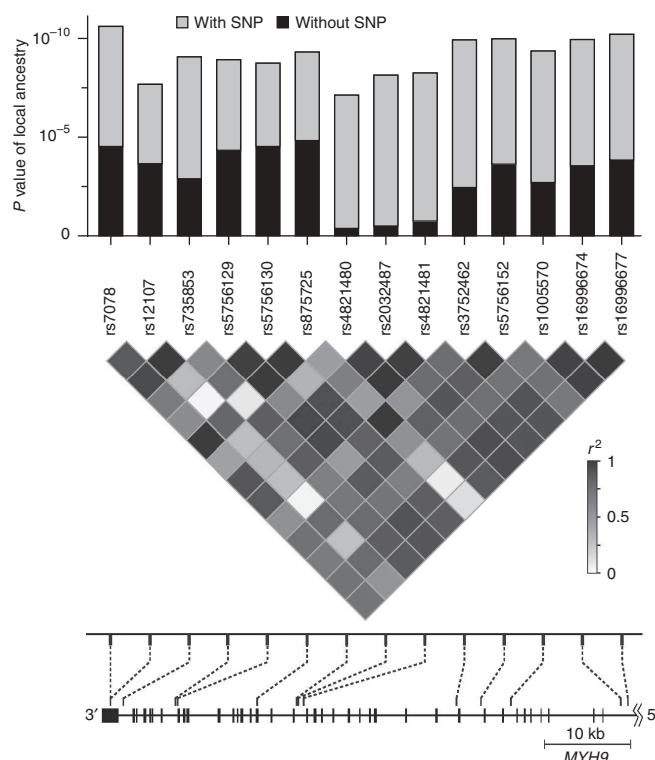 With SNP Without SNP
P value of local ancestry
10⁻¹⁰
10⁻⁵
0
rs7078
rs12107
rs735853
rs5756129
rs5756130
rs875725
rs4821480
rs2032487
rs4821481
rs3752462
rs5756152
rs1005570
rs16996674
rs16996677
r²
1
0.5
0
3′ 5
10 kb
MYH9